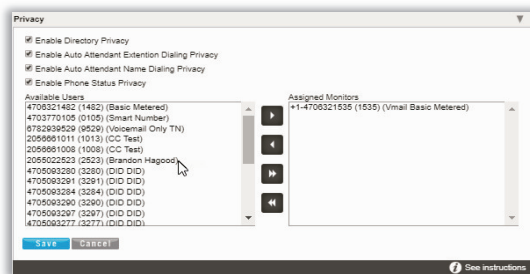 Privacy
Enable Directory Privacy
Enable Auto Attendant Extention Dialing Privacy
Enable Auto Attendant Name Dialing Privacy
Enable Phone Status Privacy
Available Users
4706321482 (1482) (Basic Metered)
4703770105 (0105) (Smart Number)
6782939529 (9529) (Voicemail Only TN)
2056661011 (1013) (CC Test)
2056661008 (1008) (CC Test)
2055022523 (2523) (Brandon Hagood)
4705093280 (3280) (DID DID)
4705093291 (3291) (DID DID)
4705093284 (3284) (DID DID)
4705093290 (3290) (DID DID)
4705093297 (3297) (DID DID)
4705093277 (3277) (DID DID)
Assigned Monitors
+1-4706321535 (1535) (Vmail Basic Metered)
Save Cancel
See instructions